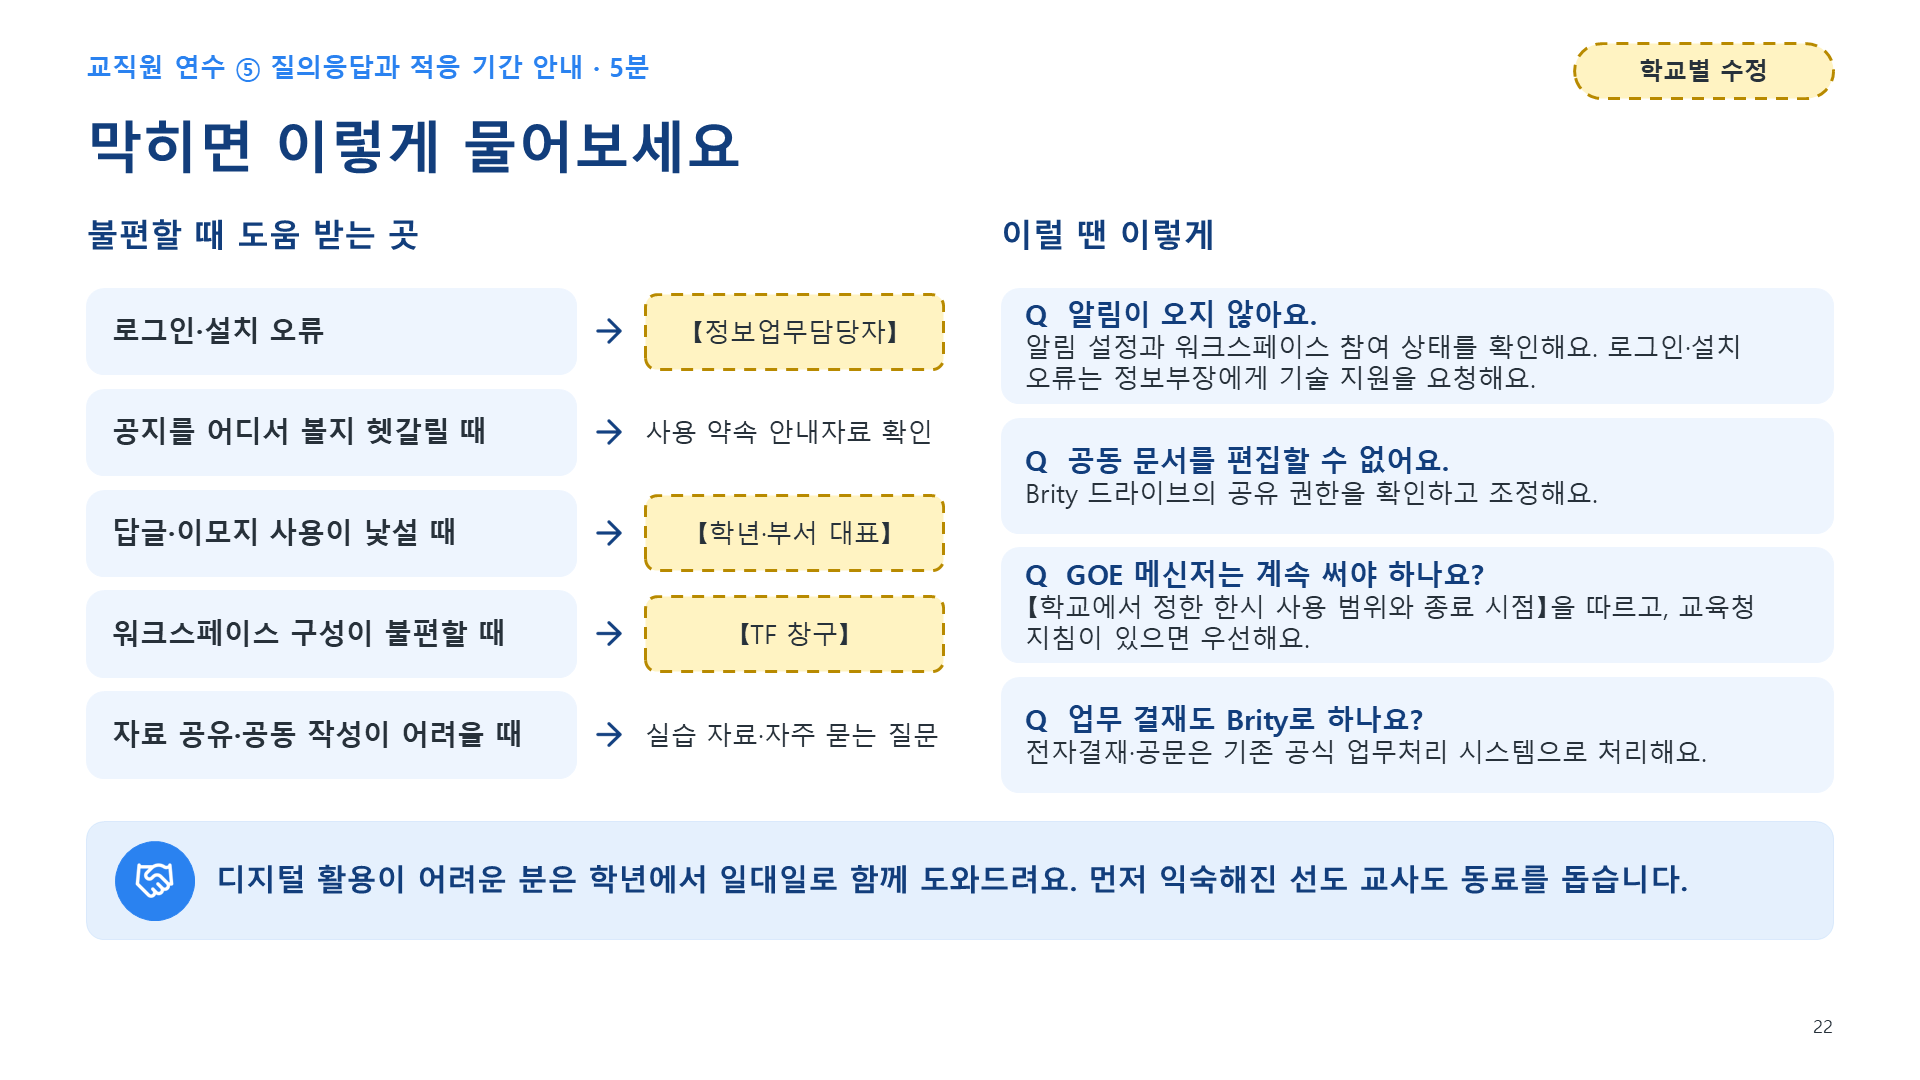 교직원 연수 ⑤ 질의응답과 적응 기간 안내 · 5분
학교별 수정
막히면 이렇게 물어보세요
불편할 때 도움 받는 곳
로그인·설치 오류
【정보업무담당자】
공지를 어디서 볼지 헷갈릴 때
사용 약속 안내자료 확인
답글·이모지 사용이 낯설 때
【학년·부서 대표】
워크스페이스 구성이 불편할 때
【TF 창구】
자료 공유·공동 작성이 어려울 때
실습 자료·자주 묻는 질문
이럴 땐 이렇게
Q 알림이 오지 않아요.
알림 설정과 워크스페이스 참여 상태를 확인해요. 로그인·설치
오류는 정보부장에게 기술 지원을 요청해요.
Q 공동 문서를 편집할 수 없어요.
Brity 드라이브의 공유 권한을 확인하고 조정해요.
Q GOE 메신저는 계속 써야 하나요?
【학교에서 정한 한시 사용 범위와 종료 시점】을 따르고, 교육청
지침이 있으면 우선해요.
Q 업무 결재도 Brity로 하나요?
전자결재·공문은 기존 공식 업무처리 시스템으로 처리해요.
디지털 활용이 어려운 분은 학년에서 일대일로 함께 도와드려요. 먼저 익숙해진 선도 교사도 동료를 돕습니다.
22